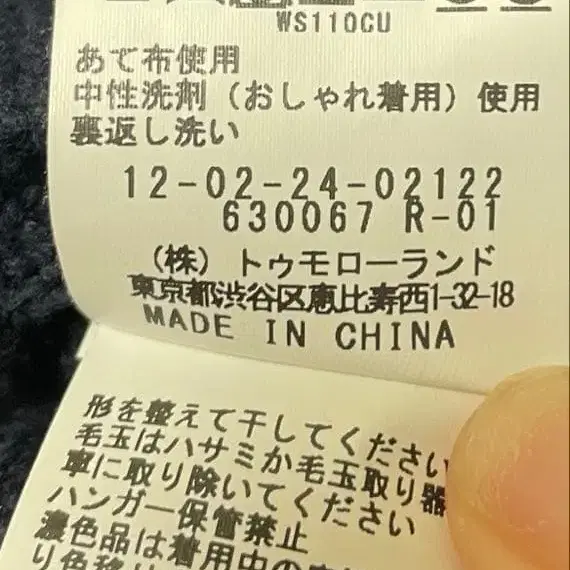 WS110CU
あて布使用
中性洗剤（おしゃれ着用）使用
裏返し洗い
12-02-24-02122
630067 R-01
（株）トゥモローランド
東京都渋谷区恵比寿西1-32-18
MADE IN CHINA
形を整えて干してください
毛玉はハサミか毛玉取り器
車に取り除いてください
ハンガー保管禁止
濃色品は着用中の
り色移り